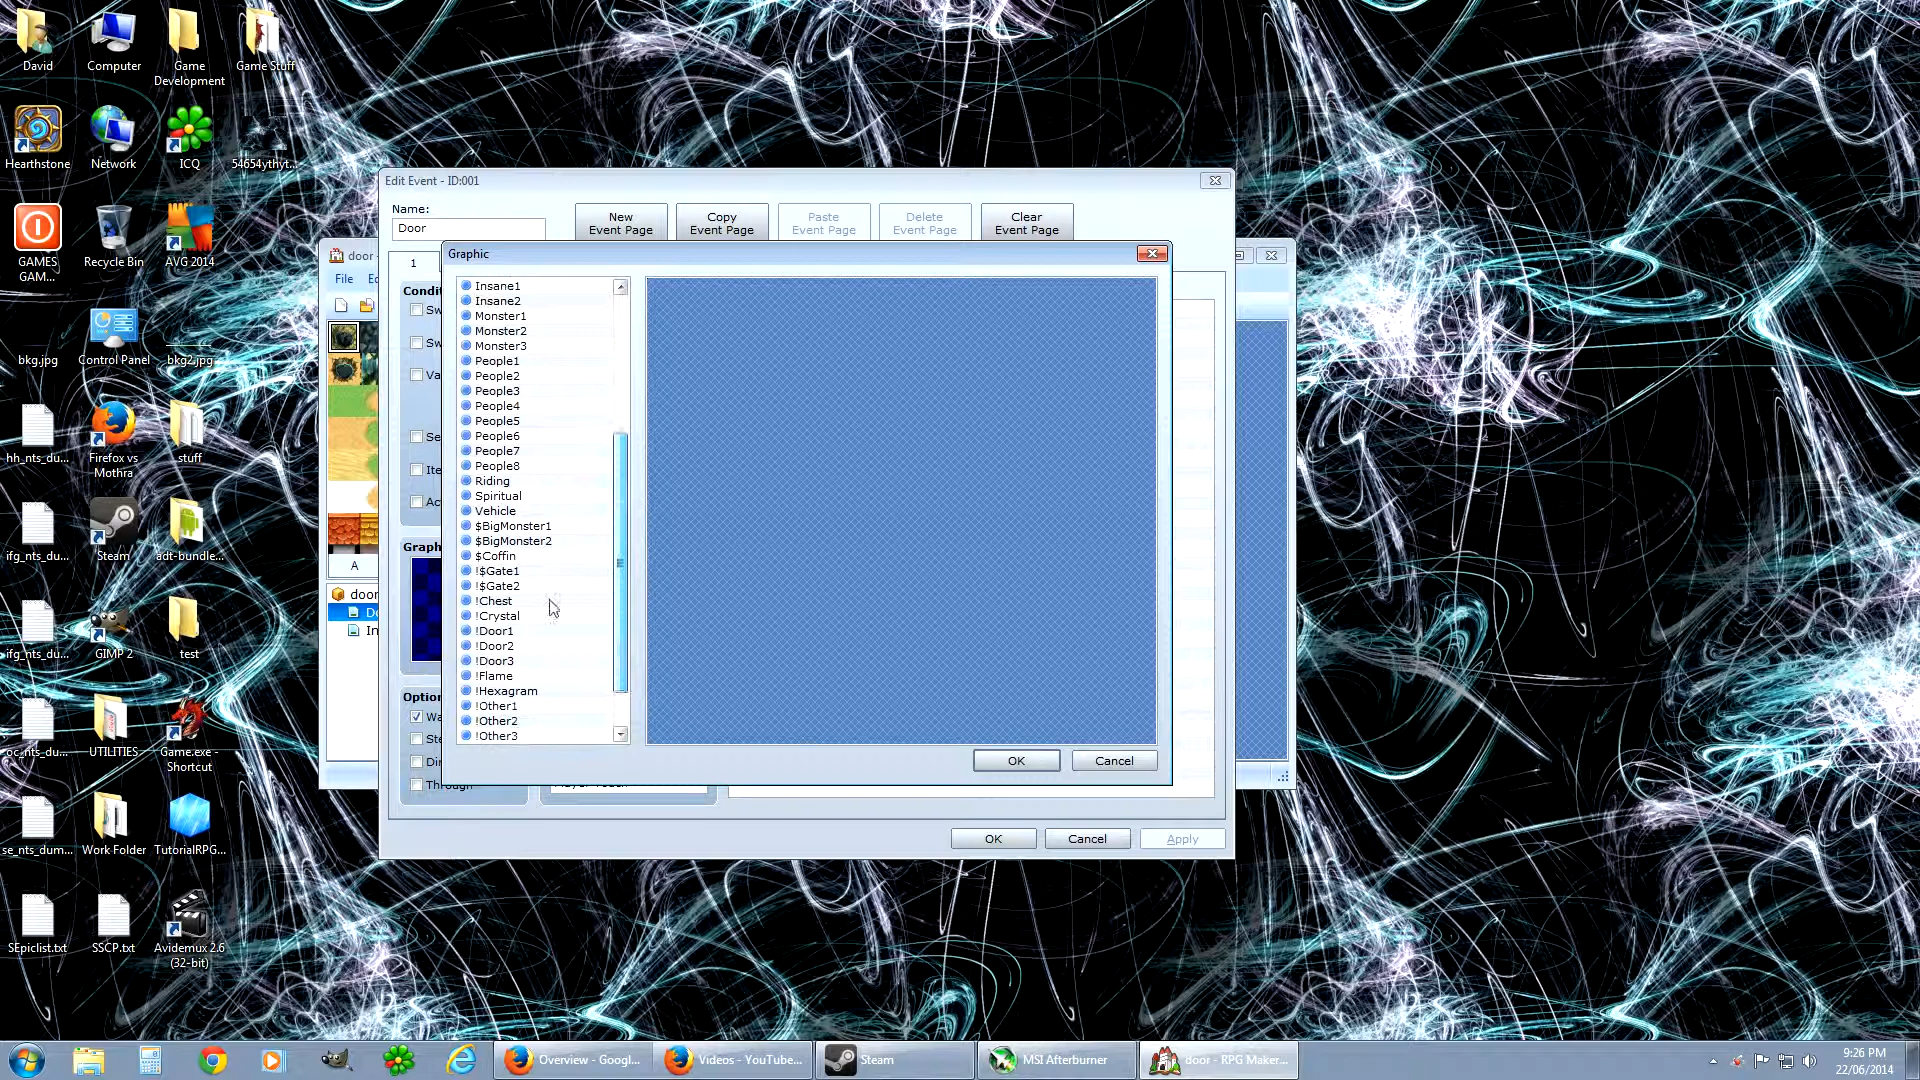 David
Computer
Game
Development
Game Stuff
Hearthstone
Network
ICQ
54654ythyt...
GAMES
GAM...
Recycle Bin
AVG 2014
bkg.jpg
Control Panel
bkg2.jpg
hh_nts_du...
Firefox vs
Mothra
stuff
ifg_nts_du...
Steam
adt-bundle...
ifg_nts_du...
GIMP 2
test
oc_nts_du...
UTILITIES
Game.exe -
Shortcut
se_nts_dum...
Work Folder
TutorialRPG...
SEpiclist.txt
SSCP.txt
Avidemux 2.6
(32-bit)
Edit Event - ID:001
Name:
Door
New
Event Page
Copy
Event Page
Paste
Event Page
Delete
Event Page
Clear
Event Page
1
door
File
A
door
Graphic
Insane1
Insane2
Monster1
Monster2
Monster3
People1
People2
People3
People4
People5
People6
People7
People8
Riding
Spiritual
Vehicle
$BigMonster1
$BigMonster2
$Coffin
!$Gate1
!$Gate2
!Chest
!Crystal
!Door1
!Door2
!Door3
!Flame
!Hexagram
!Other1
!Other2
!Other3
OK
Cancel
Through
OK
Cancel
Apply
Overview - Googl...
Videos - YouTube...
Steam
MSI Afterburner
door - RPG Maker...
9:26 PM
22/06/2014